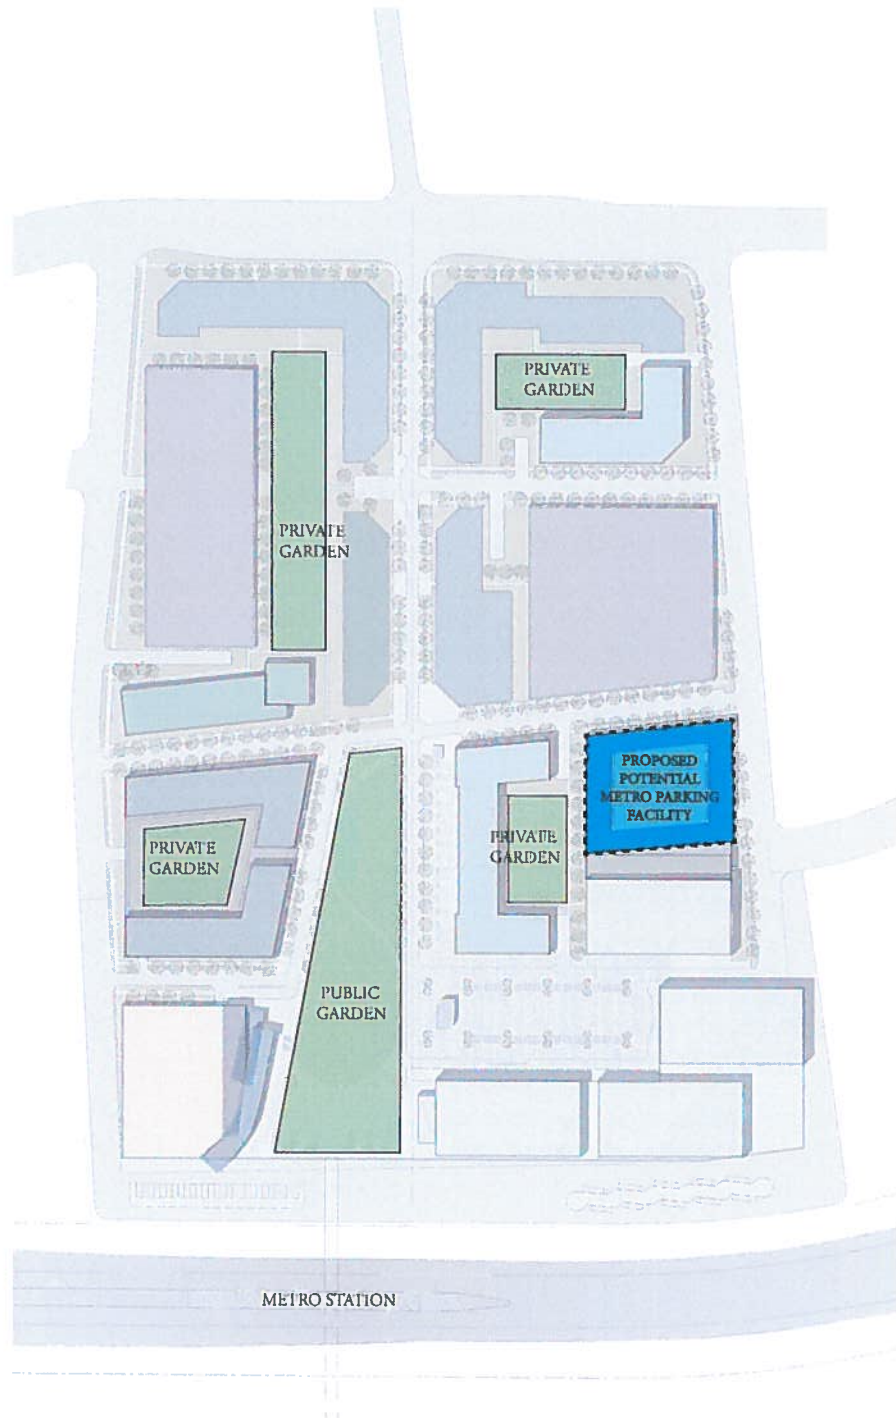 PRIVATE
GARDEN
PRIVATE
GARDEN
PROPOSED
POTENTIAL
METRO PARKING
FACILITY
PRIVATE
GARDEN
PRIVATE
GARDEN
PUBLIC
GARDEN
METRO STATION